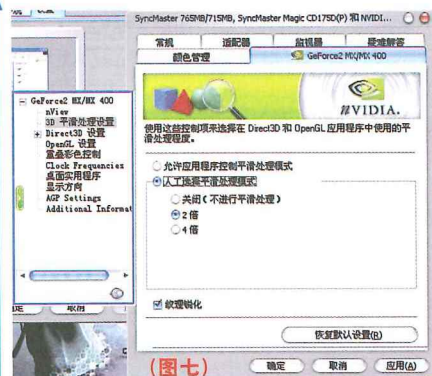 SyncMaster 765MB/715MB, SyncMaster Magic CD175D(P) 和 NVIDI...
常规 适配器 监视器 疑难解答
颜色管理 GeForce2 MX/MX 400
nVIDIA.
使用这些控制项来选择在 Direct3D 和 OpenGL 应用程序中使用的平
滑处理程度。
允许应用程序控制平滑处理模式
人工选择平滑处理模式
关闭(不进行平滑处理)
2 倍
4 倍
纹理锐化
恢复默认设置(R)
确定 取消 应用(A)
GeForce2 MX/MX 400
nView
3D 平滑处理设置
Direct3D 设置
OpenGL 设置
重叠彩色控制
Clock Frequencies
桌面实用程序
显示方向
AGP Settings
Additional Informat
取消
(图七)